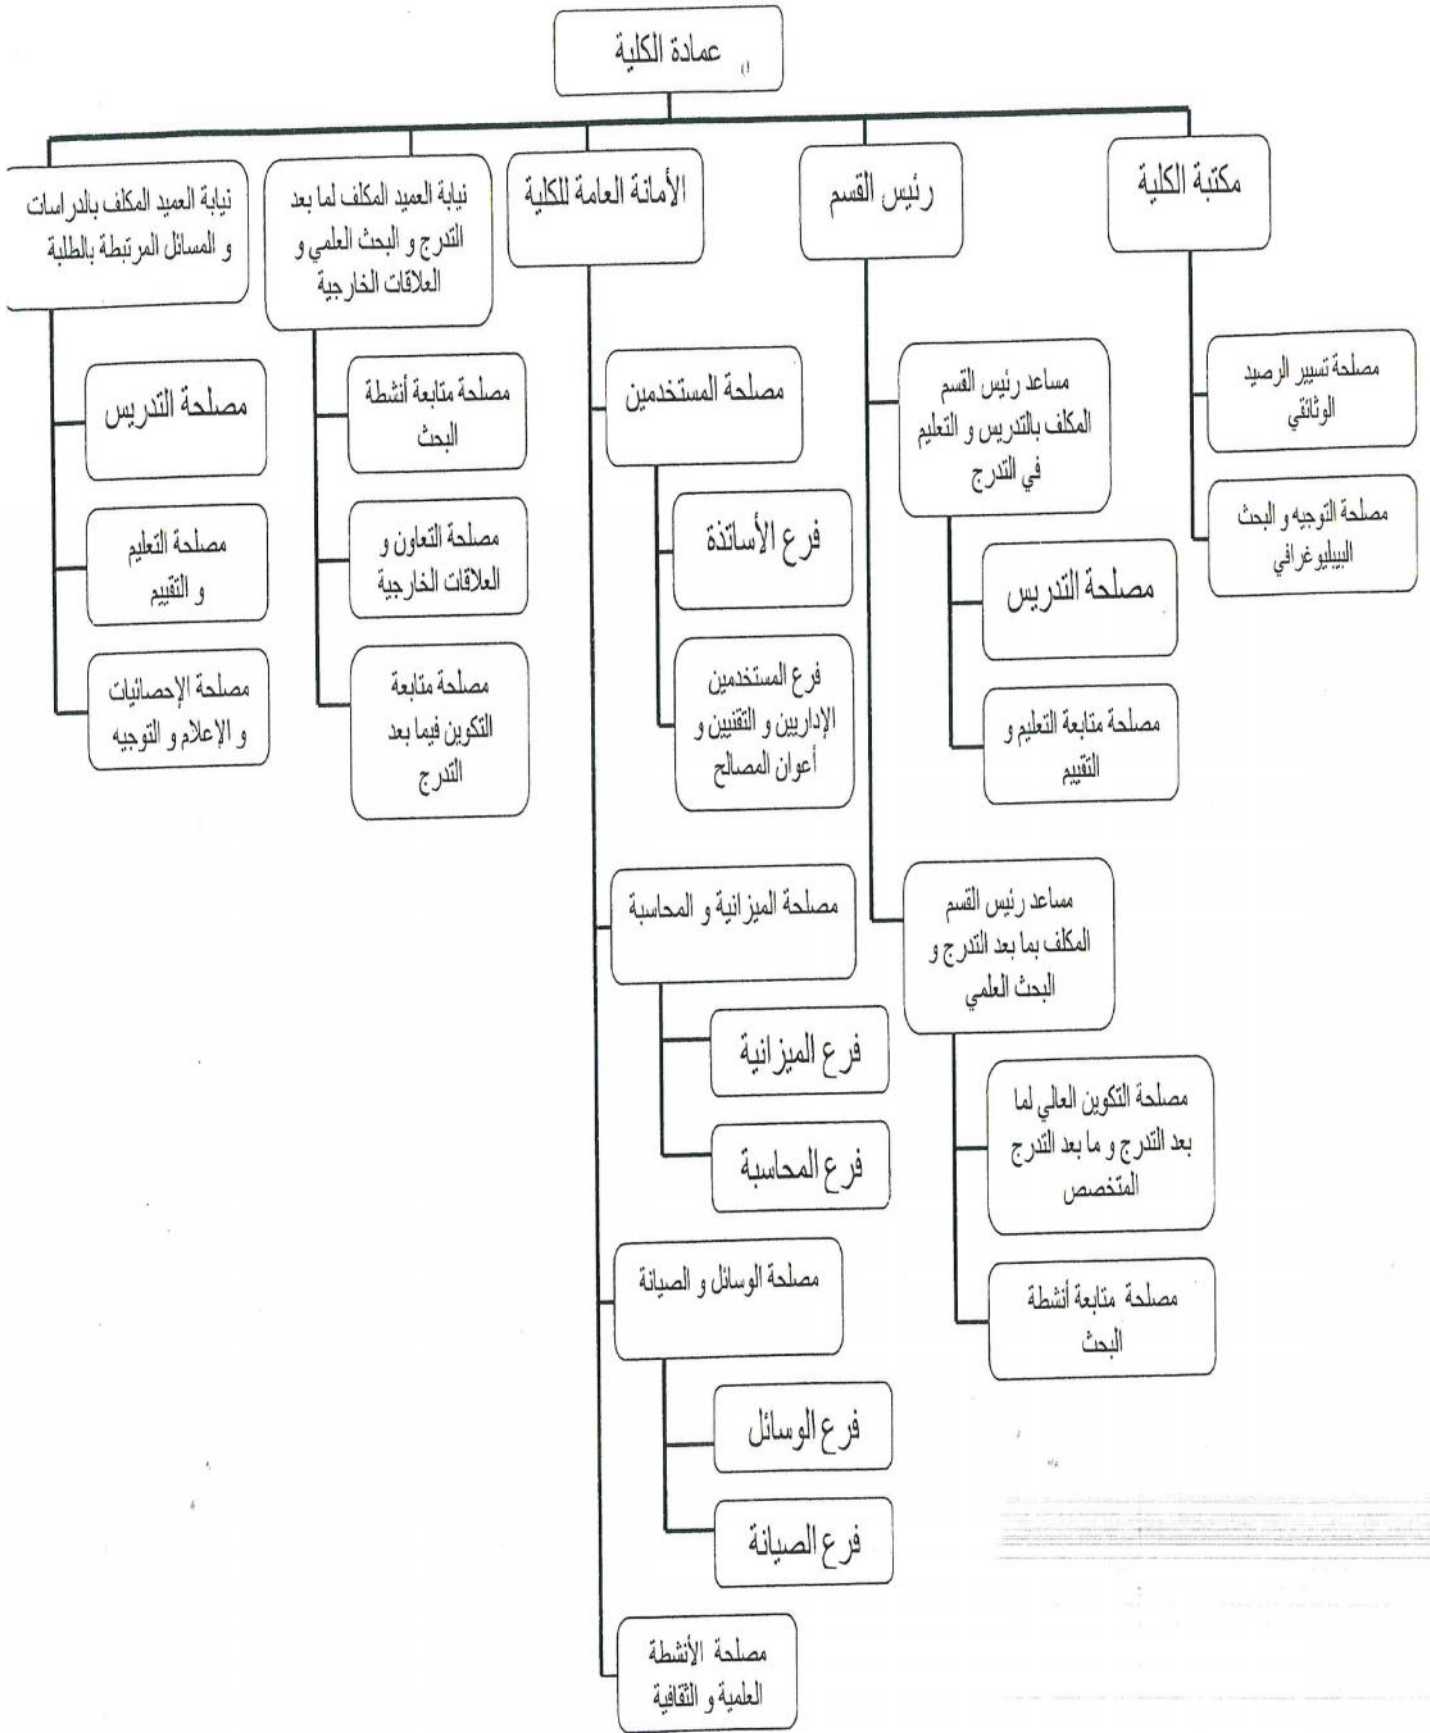 عمادة الكلية
مكتبة الكلية
مصلحة تسيير الرصيد
الوثائقي
مصلحة التوجيه و البحث
البيبليوغرافي
رئيس القسم
مساعد رئيس القسم
المكلف بالتدريس و التعليم
في التدرج
مصلحة التدريس
مصلحة متابعة التعليم و
التقييم
مساعد رئيس القسم
المكلف بما بعد التدرج و
البحث العلمي
مصلحة التكوين العالي لما
بعد التدرج و ما بعد التدرج
المتخصص
مصلحة متابعة أنشطة
البحث
الأمانة العامة للكلية
مصلحة المستخدمين
فرع الأساتذة
فرع المستخدمين
الإداريين و التقنيين و
أعوان المصالح
مصلحة الميزانية و المحاسبة
فرع الميزانية
فرع المحاسبة
مصلحة الوسائل و الصيانة
فرع الوسائل
فرع الصيانة
مصلحة الأنشطة
العلمية و الثقافية
نيابة العميد المكلف لما بعد
التدرج و البحث العلمي و
العلاقات الخارجية
مصلحة متابعة أنشطة
البحث
مصلحة التعاون و
العلاقات الخارجية
مصلحة متابعة
التكوين فيما بعد
التدرج
نيابة العميد المكلف بالدراسات
و المسائل المرتبطة بالطلبة
مصلحة التدريس
مصلحة التعليم
و التقييم
مصلحة الإحصائيات
و الإعلام و التوجيه